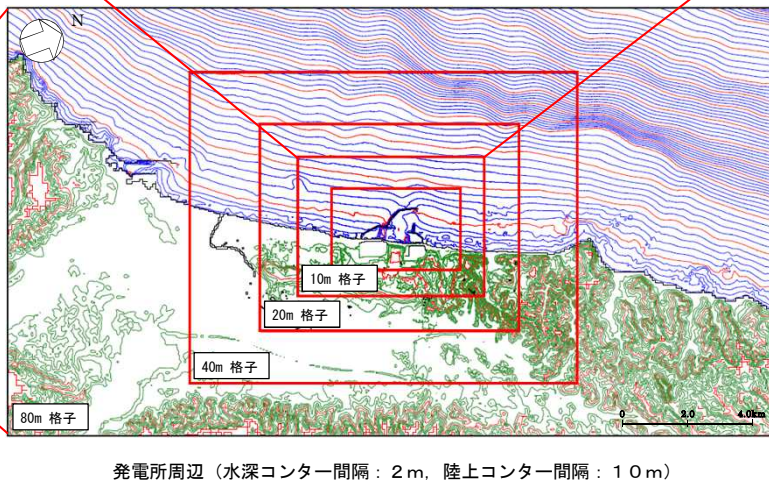 N
10m 格子
20m 格子
40m 格子
80m 格子
0 2.0 4.0km
発電所周辺（水深コンター間隔：２ｍ，陸上コンター間隔：１０ｍ）